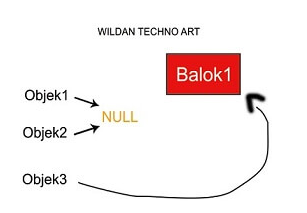 WILDAN TECHNO ART
Balok1
Objek1
NULL
Objek2
Objek3